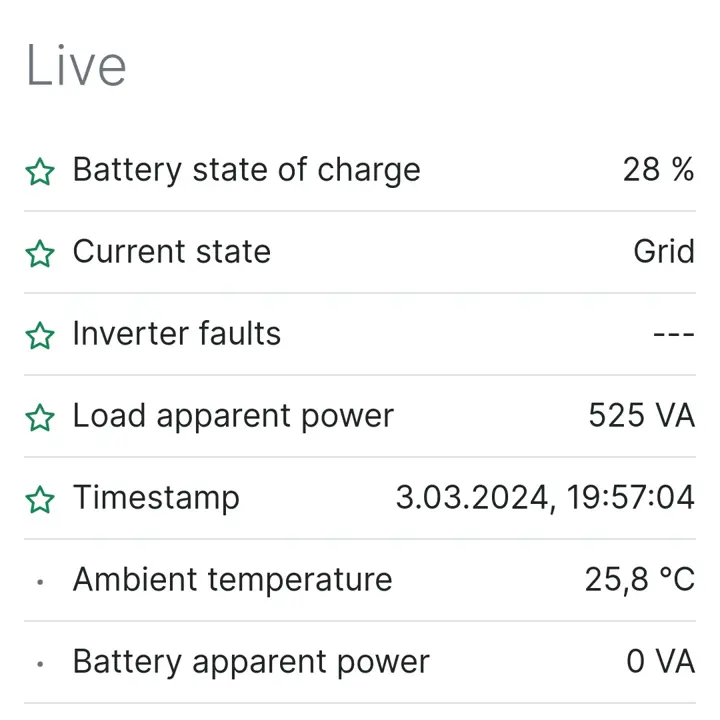 Live
Battery state of charge 28 %
Current state Grid
Inverter faults ---
Load apparent power 525 VA
Timestamp 3.03.2024, 19:57:04
Ambient temperature 25,8 °C
Battery apparent power 0 VA